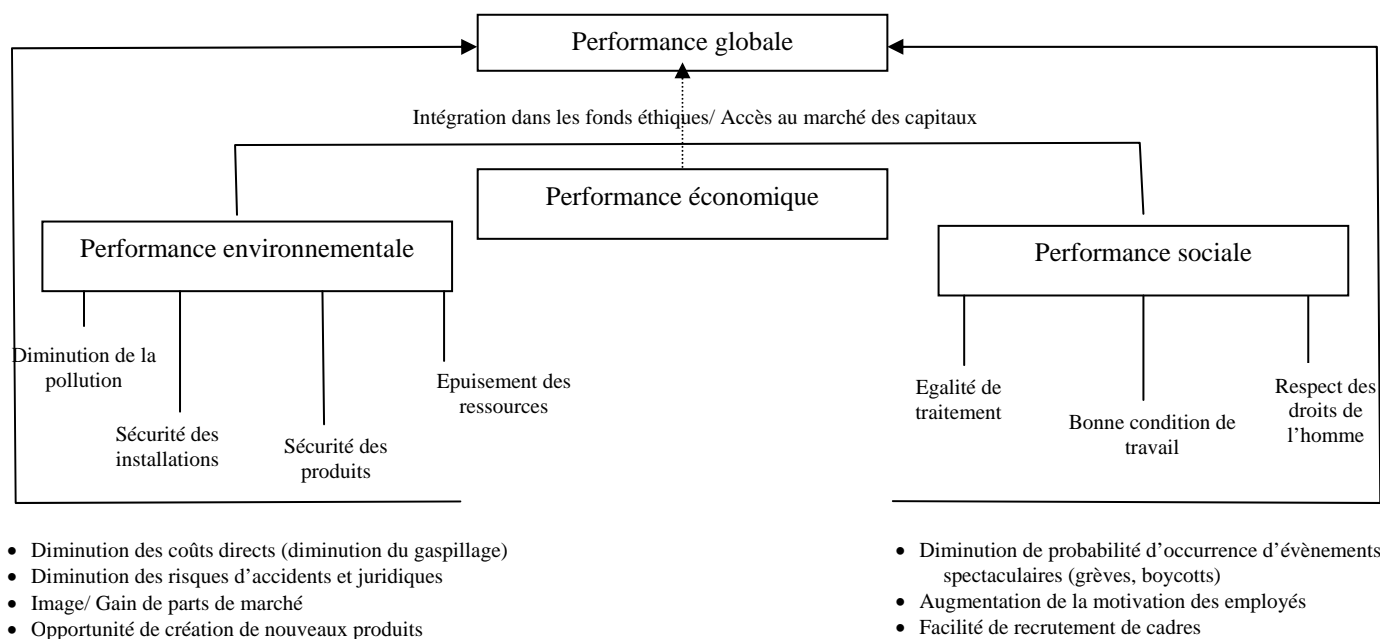 Performance globale
Intégration dans les fonds éthiques/ Accès au marché des capitaux
Performance économique
Performance environnementale
Performance sociale
Diminution de la
pollution
Sécurité des
installations
Sécurité des
produits
Epuisement des
ressources
Egalité de
traitement
Bonne condition de
travail
Respect des
droits de
l’homme
• Diminution des coûts directs (diminution du gaspillage)
• Diminution des risques d’accidents et juridiques
• Image/ Gain de parts de marché
• Opportunité de création de nouveaux produits
• Diminution de probabilité d’occurrence d’évènements
spectaculaires (grèves, boycotts)
• Augmentation de la motivation des employés
• Facilité de recrutement de cadres